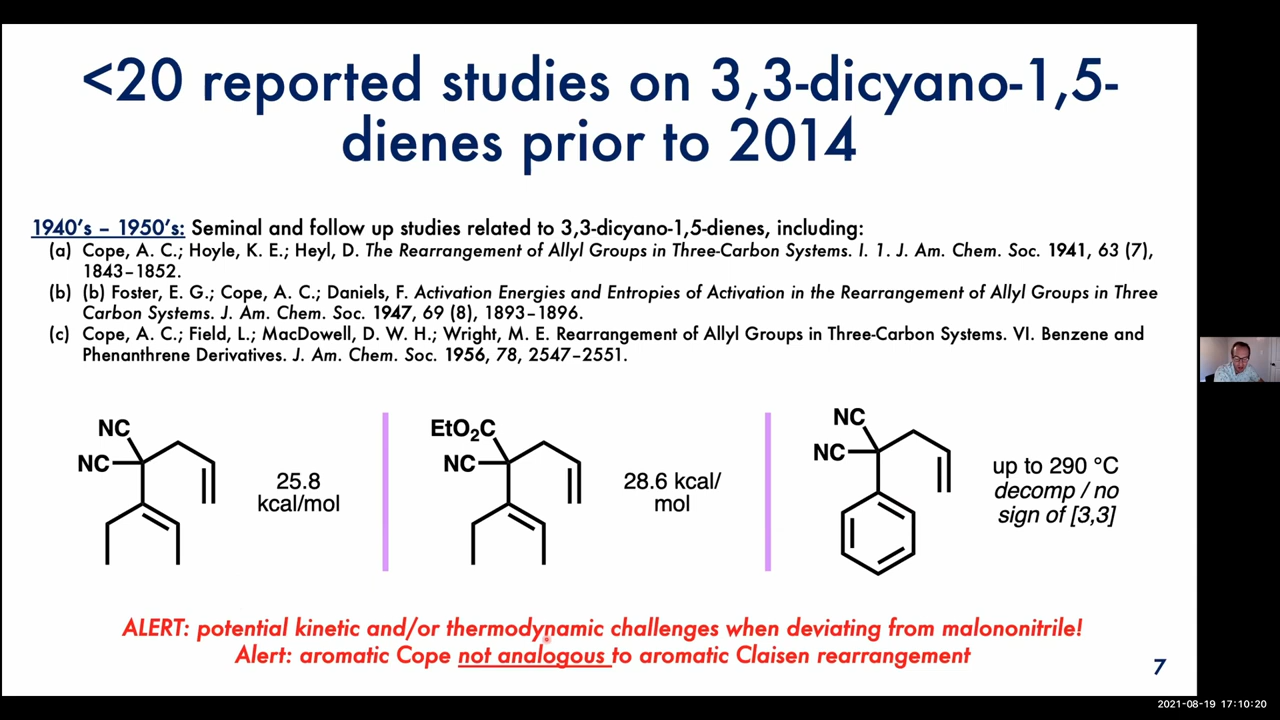 <20 reported studies on 3,3-dicyano-1,5-
dienes prior to 2014
1940's – 1950's: Seminal and follow up studies related to 3,3-dicyano-1,5-dienes, including:
(a) Cope, A. C.; Hoyle, K. E.; Heyl, D. The Rearrangement of Allyl Groups in Three-Carbon Systems. I. 1. J. Am. Chem. Soc. 1941, 63 (7),
1843–1852.
(b) (b) Foster, E. G.; Cope, A. C.; Daniels, F. Activation Energies and Entropies of Activation in the Rearrangement of Allyl Groups in Three
Carbon Systems. J. Am. Chem. Soc. 1947, 69 (8), 1893–1896.
(c) Cope, A. C.; Field, L.; MacDowell, D. W. H.; Wright, M. E. Rearrangement of Allyl Groups in Three-Carbon Systems. VI. Benzene and
Phenanthrene Derivatives. J. Am. Chem. Soc. 1956, 78, 2547–2551.
NC
NC
25.8
kcal/mol
EtO₂C
NC
28.6 kcal/
mol
NC
NC
up to 290 °C
decomp / no
sign of [3,3]
ALERT: potential kinetic and/or thermodynamic challenges when deviating from malononitrile!
Alert: aromatic Cope not analogous to aromatic Claisen rearrangement
7
2021-08-19 17:10:20